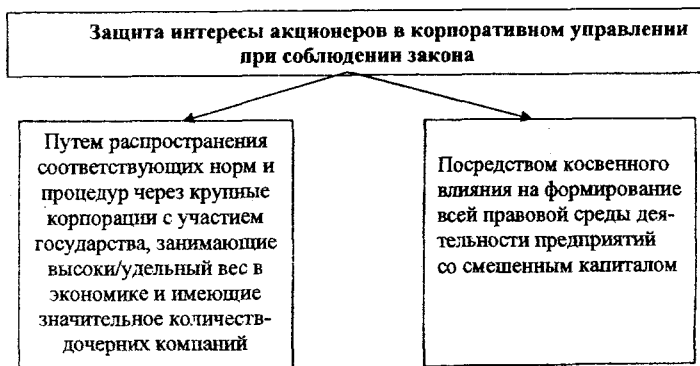 Защита интересы акционеров в корпоративном управлении
при соблюдении закона
Путем распространения
соответствующих норм и
процедур через крупные
корпорации с участием
государства, занимающие
высоки/удельный вес в
экономике и имеющие
значительное количеств-
дочерних компаний
Посредством косвенного
влияния на формирование
всей правовой среды дея-
тельности предприятий
со смешенным капиталом